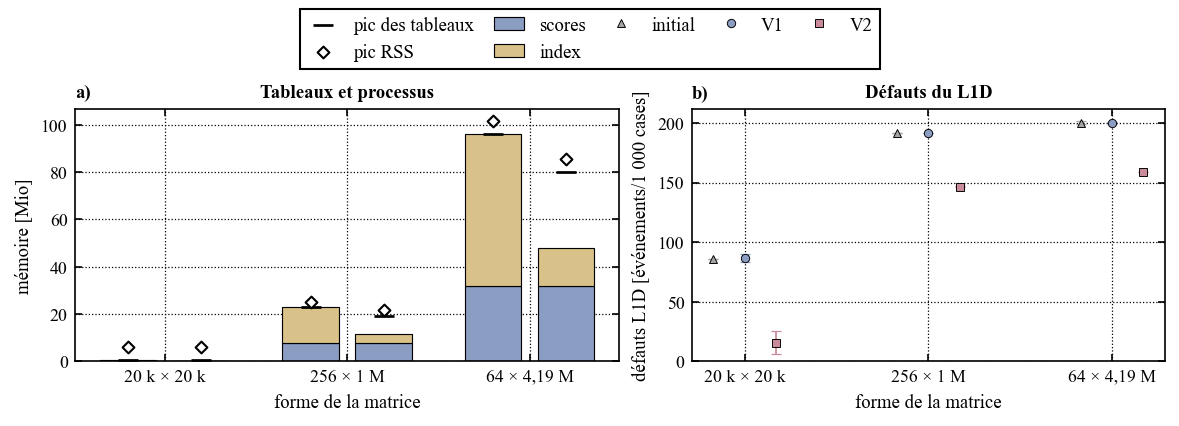 pic des tableaux scores initial V1 V2
pic RSS index
a) Tableaux et processus
mémoire [Mio]
100
80
60
40
20
0
20 k × 20 k 256 × 1 M 64 × 4,19 M
forme de la matrice
b) Défauts du L1D
défauts L1D [événements/1 000 cases]
200
150
100
50
0
20 k × 20 k 256 × 1 M 64 × 4,19 M
forme de la matrice